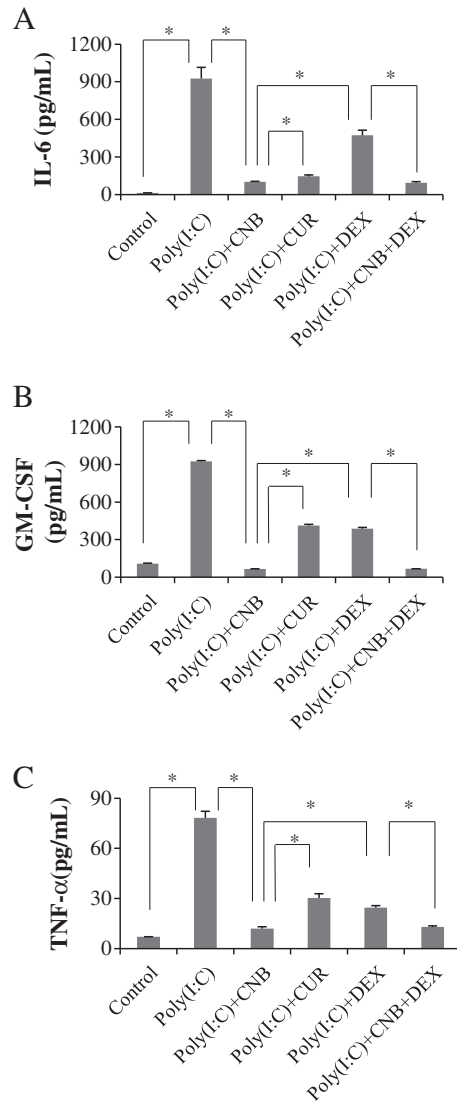 A
IL-6 (pg/mL)
1200
900
600
300
0
* *
*
*
*
Control
Poly(I:C)
Poly(I:C)+CNB
Poly(I:C)+CUR
Poly(I:C)+DEX
Poly(I:C)+CNB+DEX
B
GM-CSF
(pg/mL)
1200
900
600
300
0
* *
*
*
*
Control
Poly(I:C)
Poly(I:C)+CNB
Poly(I:C)+CUR
Poly(I:C)+DEX
Poly(I:C)+CNB+DEX
C
TNF-α(pg/mL)
90
60
30
0
* *
*
*
*
Control
Poly(I:C)
Poly(I:C)+CNB
Poly(I:C)+CUR
Poly(I:C)+DEX
Poly(I:C)+CNB+DEX